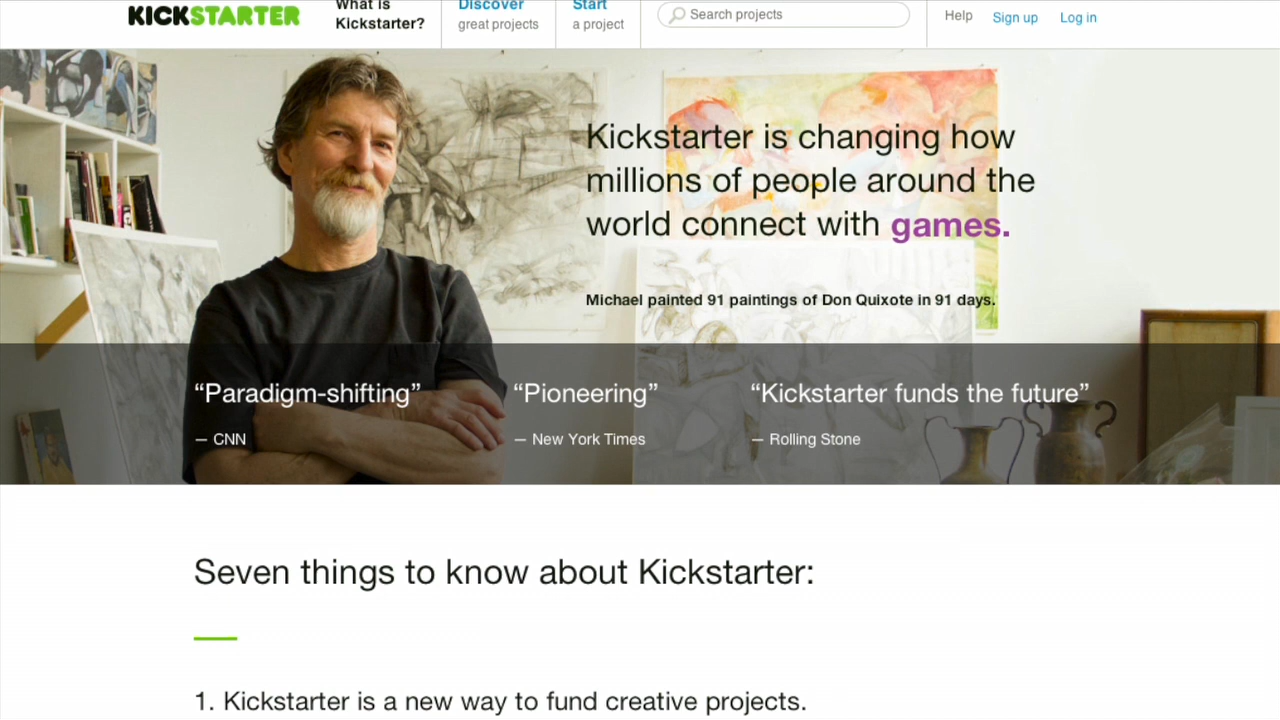 KICKSTARTER
What is
Kickstarter?
Discover
great projects
Start
a project
Search projects
Help
Sign up
Log in
Kickstarter is changing how
millions of people around the
world connect with games.
Michael painted 91 paintings of Don Quixote in 91 days.
“Paradigm-shifting”
— CNN
“Pioneering”
— New York Times
“Kickstarter funds the future”
— Rolling Stone
Seven things to know about Kickstarter:
1. Kickstarter is a new way to fund creative projects.